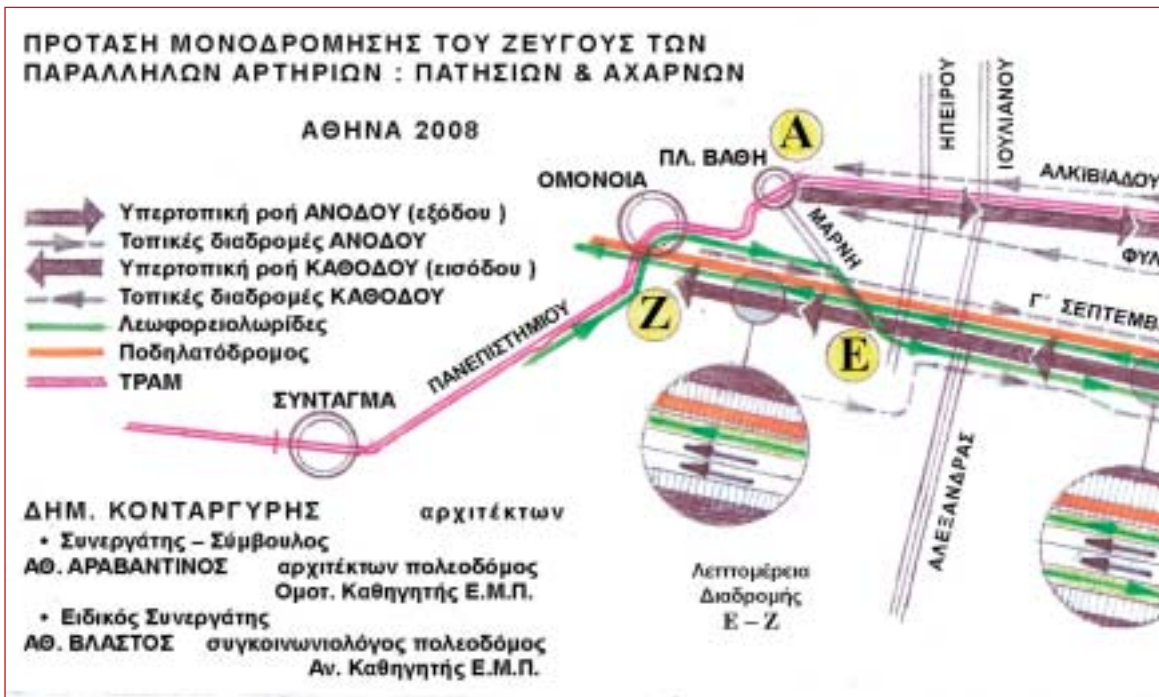 ΠΡΟΤΑΣΗ ΜΟΝΟΔΡΟΜΗΣΗΣ ΤΟΥ ΖΕΥΓΟΥΣ ΤΩΝ
ΠΑΡΑΛΛΗΛΩΝ ΑΡΤΗΡΙΩΝ : ΠΑΤΗΣΙΩΝ & ΑΧΑΡΝΩΝ
ΑΘΗΝΑ 2008
Υπερτοπική ροή ΑΝΟΔΟΥ (εξόδου )
Τοπικές διαδρομές ΑΝΟΔΟΥ
Υπερτοπική ροή ΚΑΘΟΔΟΥ (εισόδου )
Τοπικές διαδρομές ΚΑΘΟΔΟΥ
Λεωφορειολωρίδες
Ποδηλατόδρομος
ΤΡΑΜ
ΟΜΟΝΟΙΑ
ΠΛ. ΒΑΘΗ
Α
ΗΠΕΙΡΟΥ
ΙΟΥΛΙΑΝΟΥ
ΑΛΚΙΒΙΑΔΟΥ
ΜΑΡΝΗ
ΦΥΛ
Γ΄ ΣΕΠΤΕΜΒ
Ζ
Ε
ΠΑΝΕΠΙΣΤΗΜΙΟΥ
ΣΥΝΤΑΓΜΑ
ΑΛΕΞΑΝΔΡΑΣ
ΔΗΜ. ΚΟΝΤΑΡΓΥΡΗΣ αρχιτέκτων
• Συνεργάτης – Σύμβουλος
ΑΘ. ΑΡΑΒΑΝΤΙΝΟΣ αρχιτέκτων πολεοδόμος
Ομοτ. Καθηγητής Ε.Μ.Π.
• Ειδικός Συνεργάτης
ΑΘ. ΒΛΑΣΤΟΣ συγκοινωνιολόγος πολεοδόμος
Αν. Καθηγητής Ε.Μ.Π.
Λεπτομέρεια
Διαδρομής
Ε – Ζ